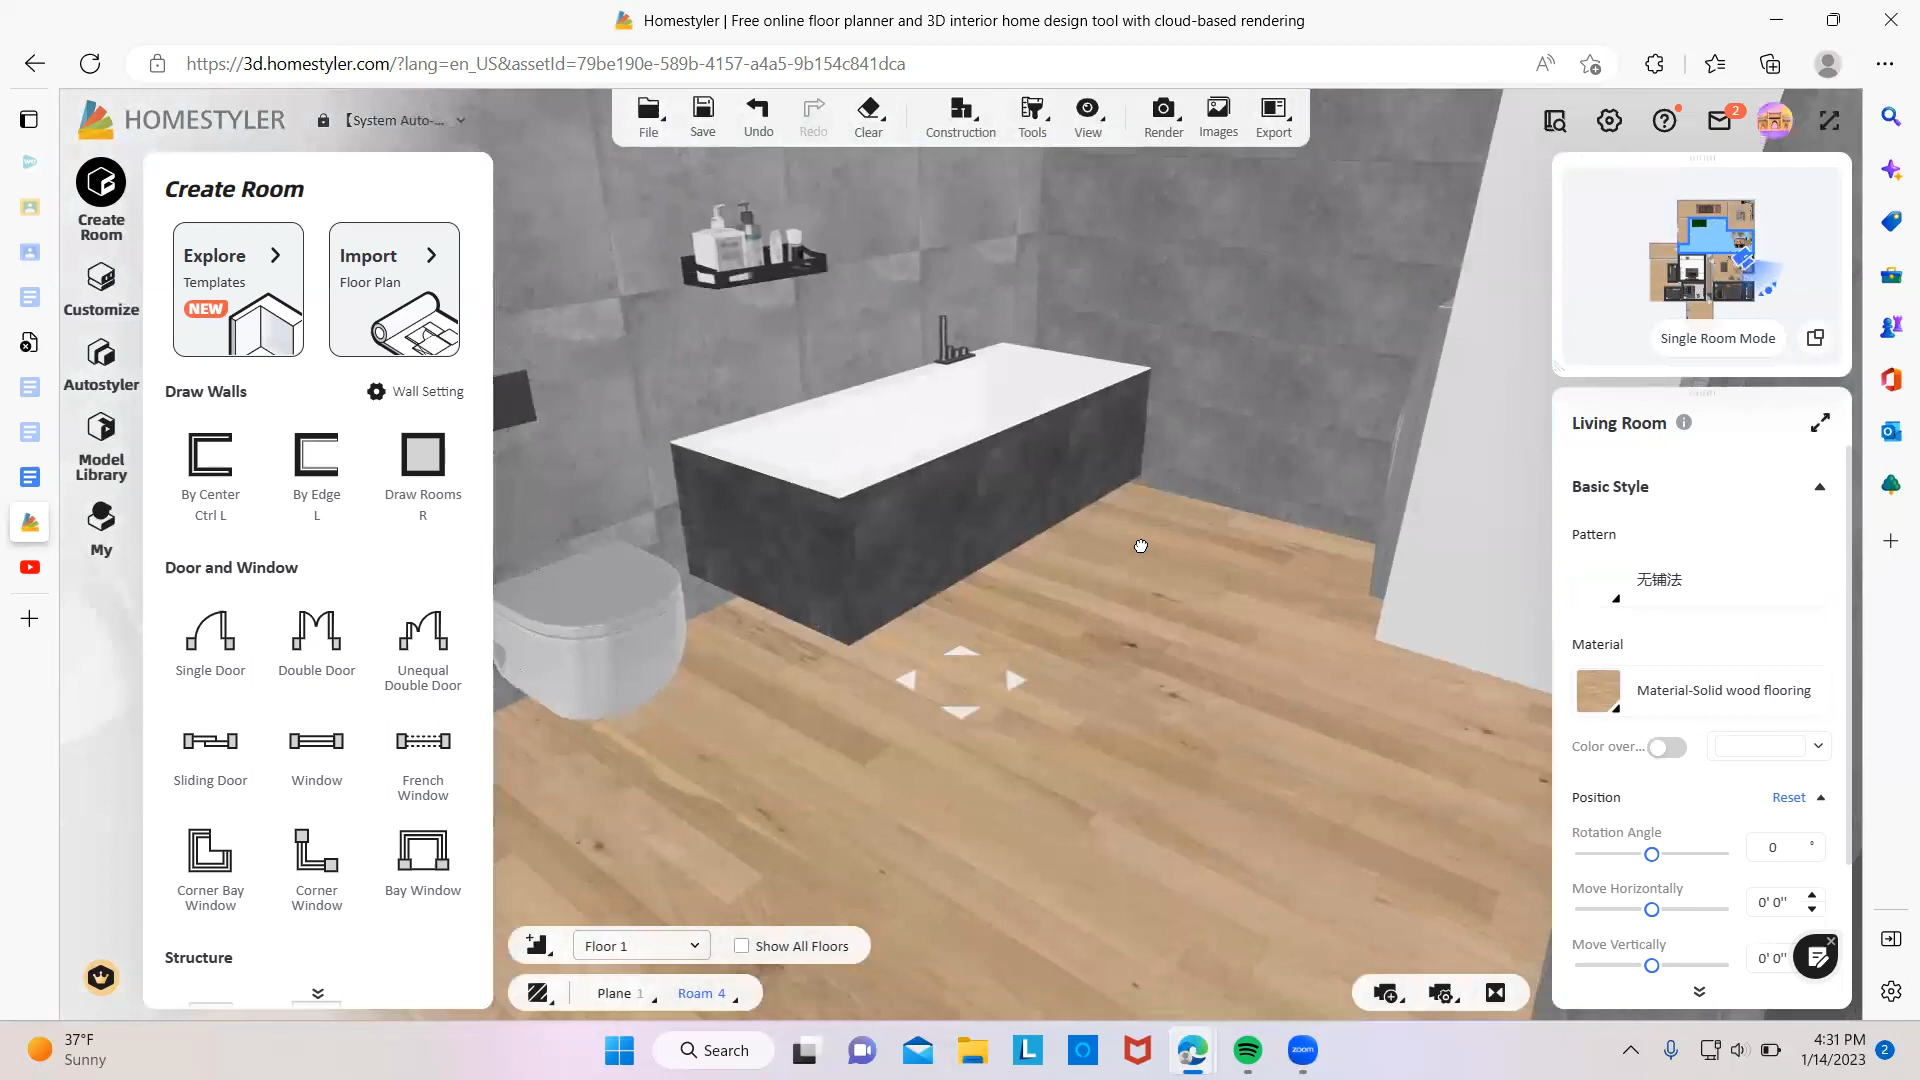 Homestyler | Free online floor planner and 3D interior home design tool with cloud-based rendering
https://3d.homestyler.com/?lang=en_US&assetId=79be190e-589b-4157-a4a5-9b154c841dca
HOMESTYLER
【System Auto-...
File
Save
Undo
Redo
Clear
Construction
Tools
View
Render
Images
Export
2
Create Room
Customize
Autostyler
Model Library
My
Create Room
Explore
Templates
NEW
Import
Floor Plan
Draw Walls
Wall Setting
By Center
Ctrl L
By Edge
L
Draw Rooms
R
Door and Window
Single Door
Double Door
Unequal
Double Door
Sliding Door
Window
French
Window
Corner Bay
Window
Corner
Window
Bay Window
Structure
Floor 1
Show All Floors
Plane 1
Roam 4
Single Room Mode
Living Room
Basic Style
Pattern
无铺法
Material
Material-Solid wood flooring
Color over...
Position
Reset
Rotation Angle
0 °
Move Horizontally
0' 0''
Move Vertically
0' 0''
37°F
Sunny
Search
L
zoom
4:31 PM
1/14/2023
2